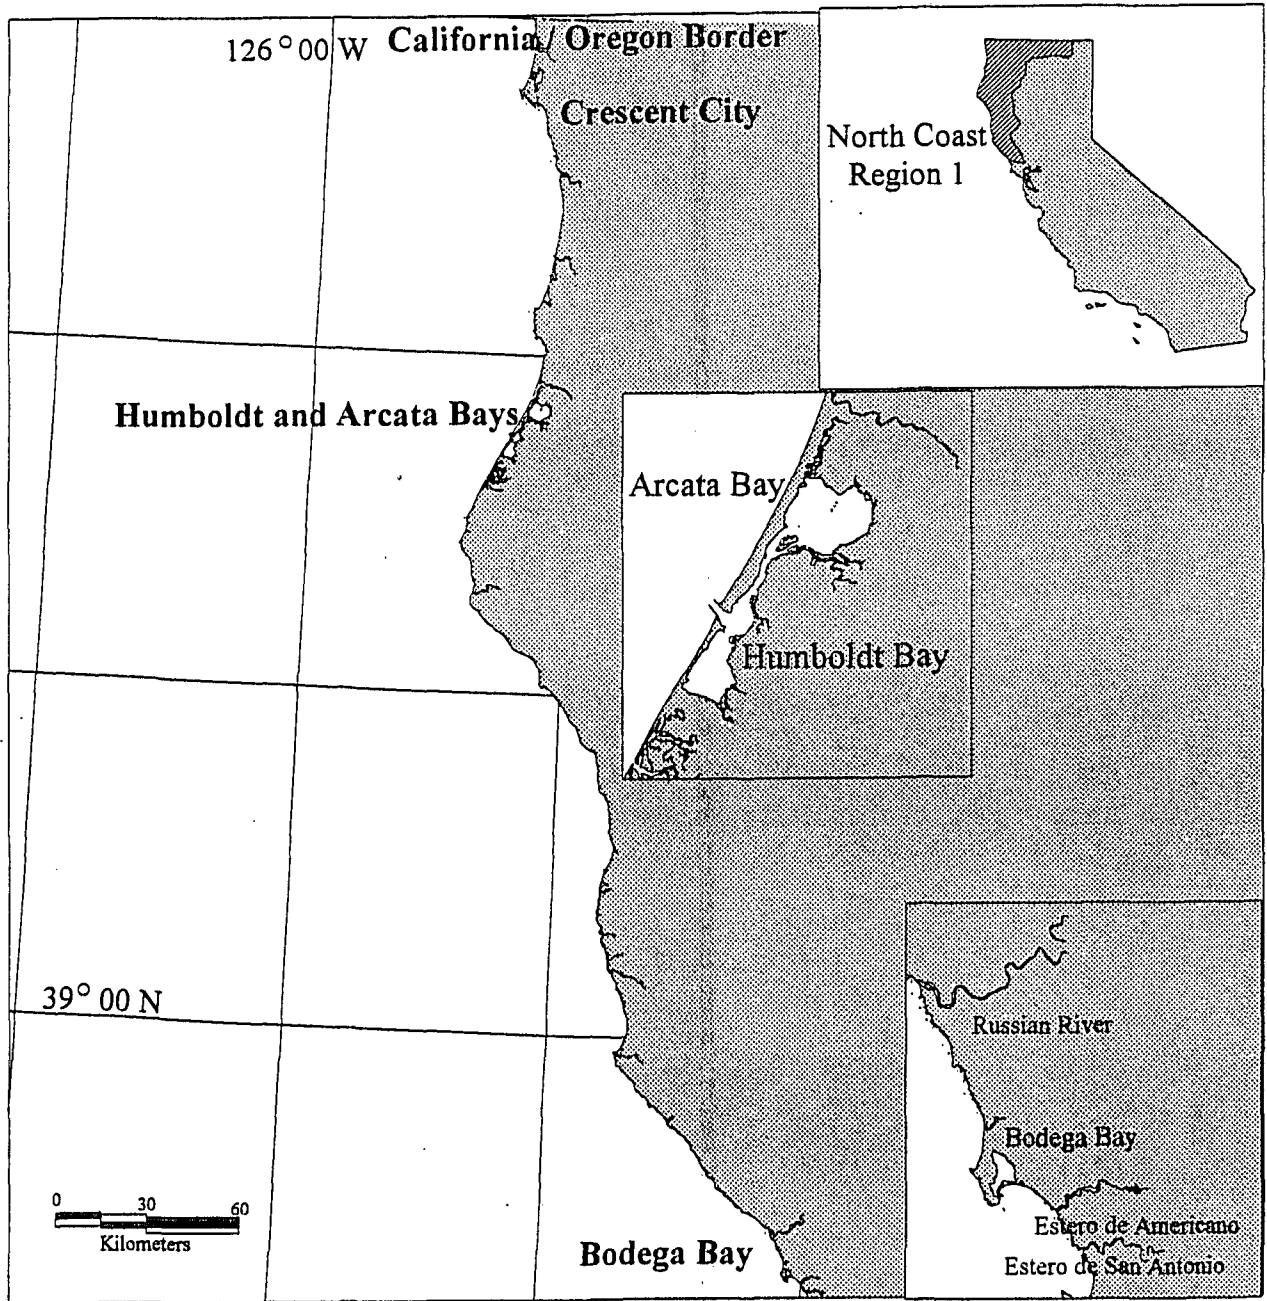 126° 00 W
California / Oregon Border
Crescent City
North Coast
Region 1
Humboldt and Arcata Bays
Arcata Bay
Humboldt Bay
39° 00 N
Russian River
Bodega Bay
Estero de Americano
Estero de San Antonio
0 30 60
Kilometers
Bodega Bay